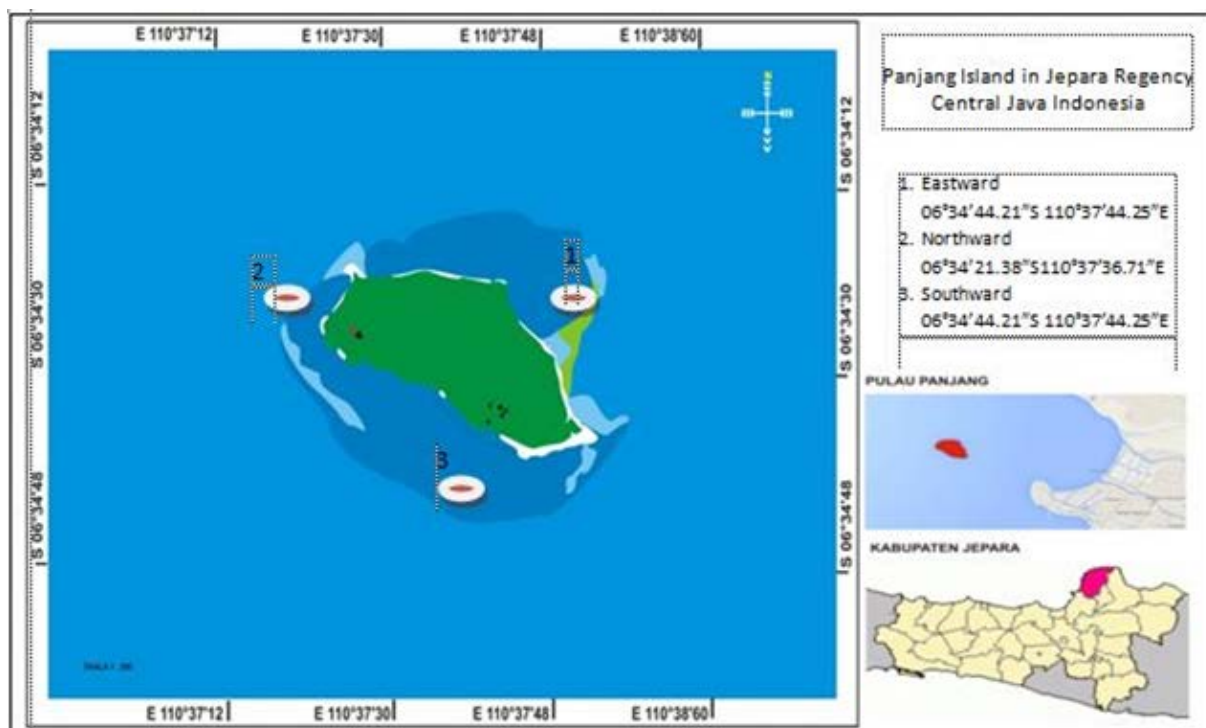 E 110°37'12 E 110°37'30 E 110°37'48 E 110°38'60
S 06°34'12
S 06°34'30
S 06°34'48
1
2
3
S 06°34'12
S 06°34'30
S 06°34'48
E 110°37'12 E 110°37'30 E 110°37'48 E 110°38'60
Panjang Island in Jepara Regency
Central Java Indonesia
1. Eastward
06°34'44.21"S 110°37'44.25"E
2. Northward
06°34'21.38"S110°37'36.71"E
3. Southward
06°34'44.21"S 110°37'44.25"E
PULAU PANJANG
KABUPATEN JEPARA